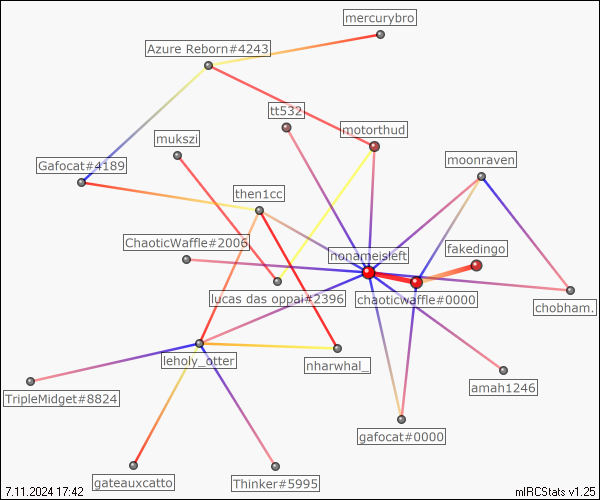 mercurybro
Azure Reborn#4243
tt532
motorthud
mukszi
moonraven
Gafocat#4189
then1cc
ChaoticWaffle#2006
fakedingo
nonameisleft
lucas das oppai#2396
chaoticwaffle#0000
chobham.
leholy_otter
nharwhal_
amah1246
TripleMidget#8824
gafocat#0000
gateauxcatto
Thinker#5995
7.11.2024 17:42
mIRCStats v1.25